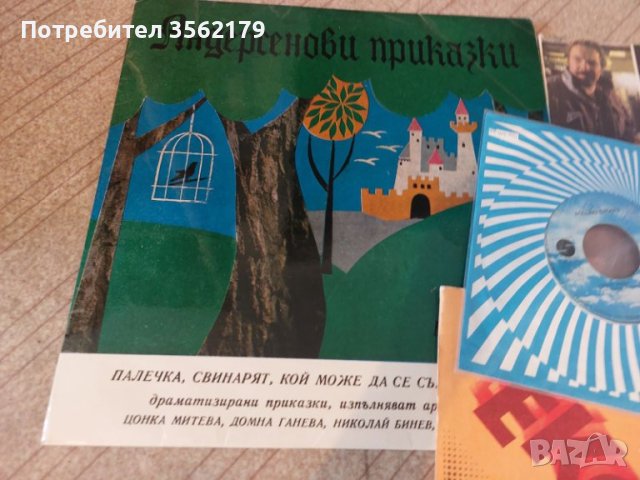 Потребител 3562179
Андерсенови приказки
ПАЛЕЧКА, СВИНАРЯТ, КОЙ МОЖЕ ДА СЕ СЪ
драматизирани приказки, изпълняват ар
ЦОНКА МИТЕВА, ДОМНА ГАНЕВА, НИКОЛАЙ БИНЕВ,
BAZAR